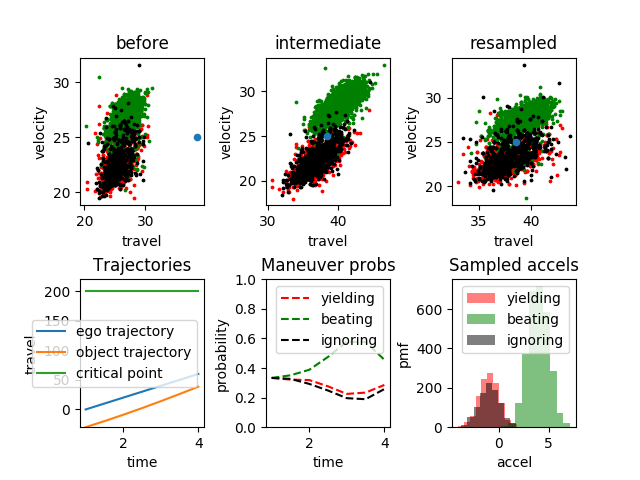 before
velocity
30
25
20
20
30
travel
intermediate
velocity
30
25
20
30
40
travel
resampled
velocity
30
25
20
35
40
travel
Trajectories
travel
200
150
100
50
0
ego trajectory
object trajectory
critical point
2
4
time
Maneuver probs
probability
1.0
0.8
0.6
0.4
0.2
0.0
yielding
beating
ignoring
2
4
time
Sampled accels
pmf
600
400
200
0
yielding
beating
ignoring
0
5
accel